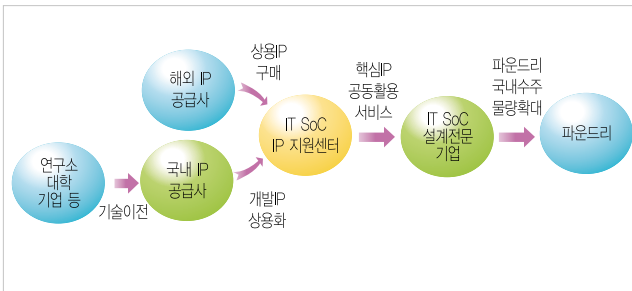 해외 IP
공급사
상용IP
구매
핵심IP
공동활용
서비스
파운드리
국내수주
물량확대
IT SoC
IP 지원센터
IT SoC
설계전문
기업
파운드리
연구소
대학
기업 등
기술이전
국내 IP
공급사
개발IP
상용화